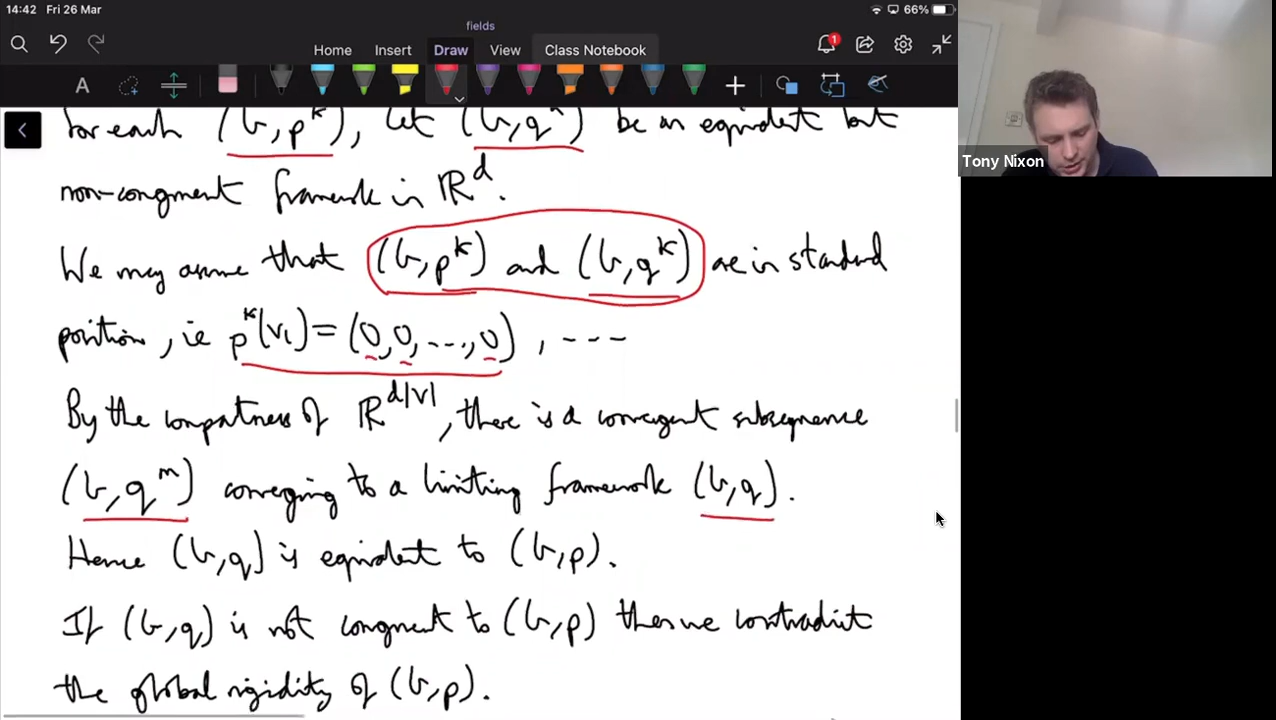 14:42 Fri 26 Mar
66%
fields
Home Insert Draw View Class Notebook
1
A
Tony Nixon
for each (G, p^k), let (G, q^k) be an equivalent but
non-congruent framework in ℝ^d.
We may assume that (G, p^k) and (G, q^k) are in standard
position, ie p^k(v1) = (0,0,...,0), ----
By the compactness of ℝ^{d|V|}, there is a convergent subsequence
(G, q^m) converging to a limiting framework (G, q).
Hence (G, q) is equivalent to (G, p).
If (G, q) is not congruent to (G, p) then we contradict
the global rigidity of (G, p).